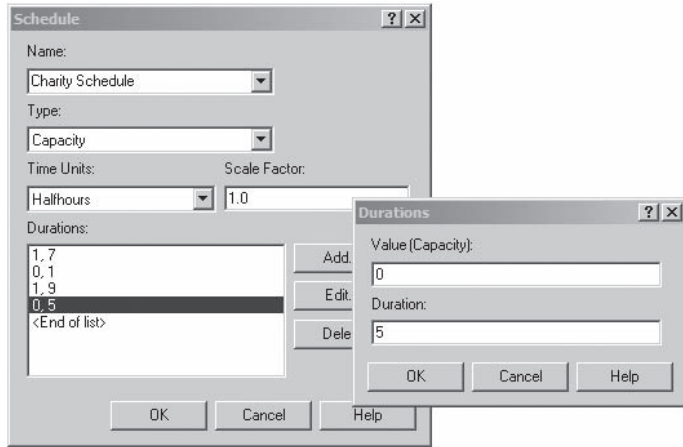 Schedule
Name:
Charity Schedule
Type:
Capacity
Time Units:
Scale Factor:
Halfhours
1.0
Durations:
1, 7
0, 1
1, 9
0, 5
<End of list>
Add.
Edit.
Dele
OK
Cancel
Help
Durations
Value (Capacity):
0
Duration:
5
OK
Cancel
Help